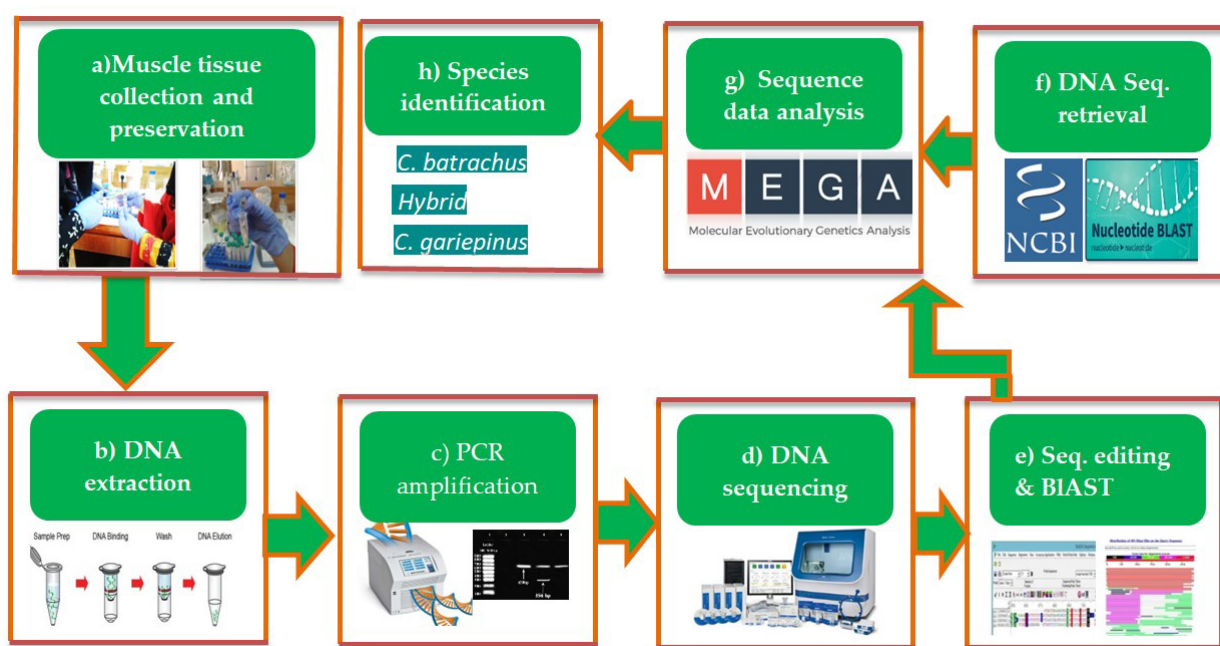 a)Muscle tissue
collection and
preservation
h) Species
identification
C. batrachus
Hybrid
C. gariepinus
g) Sequence
data analysis
M E G A
Molecular Evolutionary Genetics Analysis
f) DNA Seq.
retrieval
NCBI
Nucleotide BLAST
nucleotide ▸ nucleotide
b) DNA
extraction
Sample Prep
DNA Binding
Wash
DNA Elution
c) PCR
amplification
d) DNA
sequencing
e) Seq. editing
& BlAST